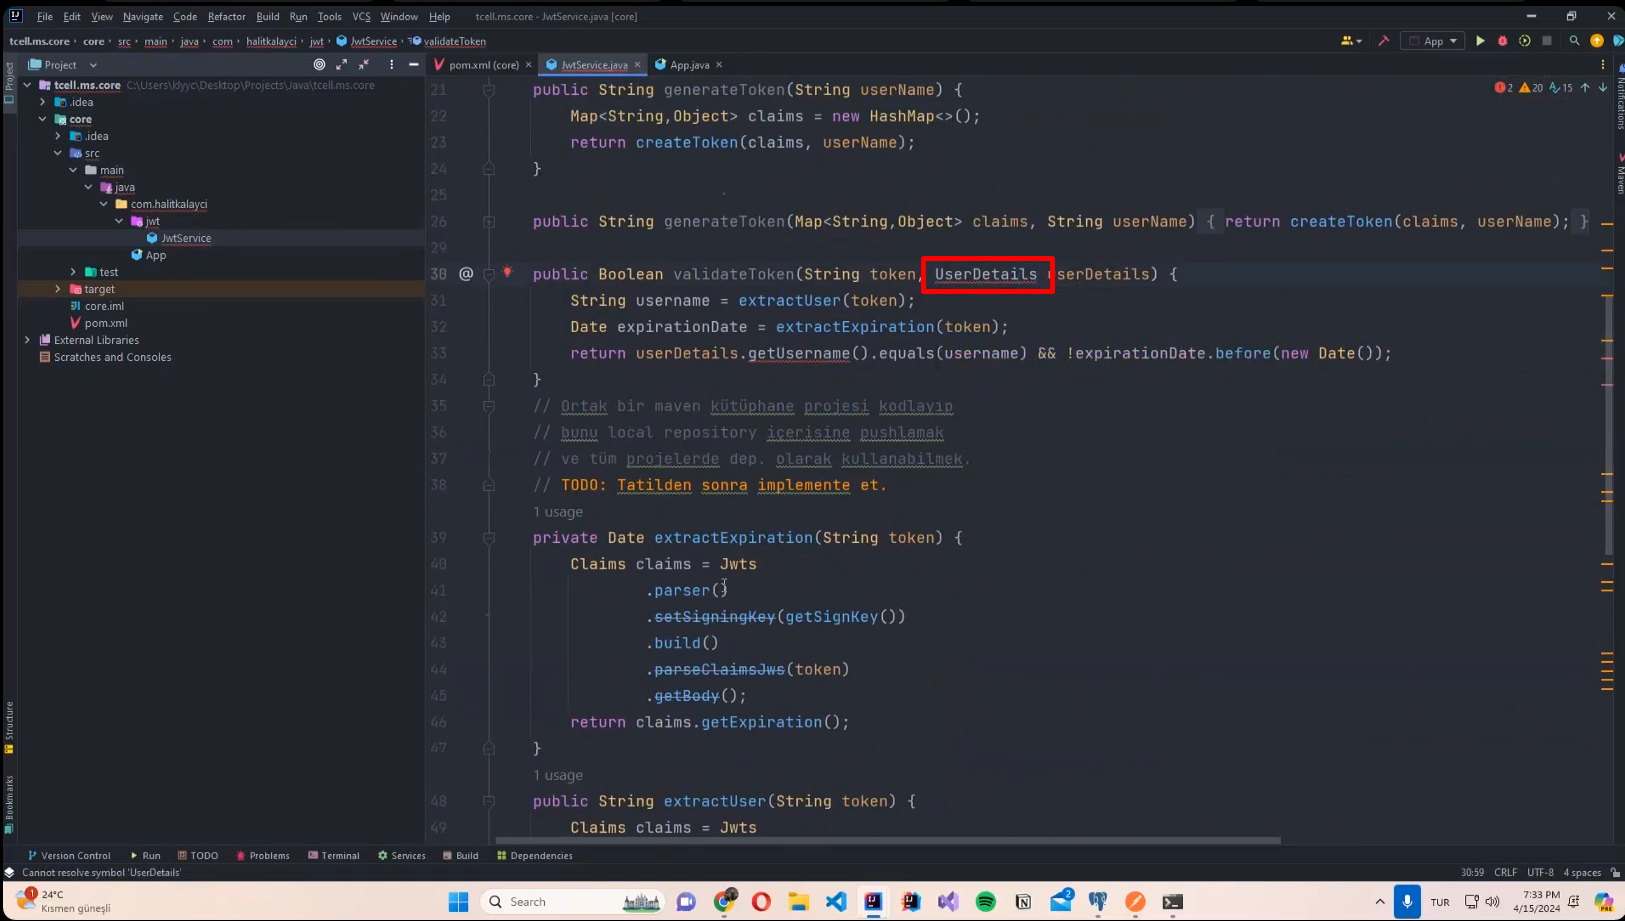 File Edit View Navigate Code Refactor Build Run Tools VCS Window Help tcell.ms.core - JwtService.java [core]
tcell.ms.core core src main java com halitkalayci jwt JwtService validateToken App
Project
pom.xml (core) JwtService.java App.java
tcell.ms.core C:\Users\ldyyc\Desktop\Projects\Java\tcell.ms.core
.idea
core
.idea
src
main
java
com.halitkalayci
jwt
JwtService
App
test
target
core.iml
pom.xml
External Libraries
Scratches and Consoles
Project
Structure
Bookmarks
2 20 15
Notifications
Maven
21 public String generateToken(String userName) {
22 Map<String,Object> claims = new HashMap<>();
23 return createToken(claims, userName);
24 }
25
26 public String generateToken(Map<String,Object> claims, String userName) { return createToken(claims, userName); }
29
30 @ public Boolean validateToken(String token, UserDetails userDetails) {
31 String username = extractUser(token);
32 Date expirationDate = extractExpiration(token);
33 return userDetails.getUsername().equals(username) && !expirationDate.before(new Date());
34 }
35 // Ortak bir maven kütüphane projesi kodlayıp
36 // bunu local repository içerisine pushlamak
37 // ve tüm projelerde dep. olarak kullanabilmek.
38 // TODO: Tatilden sonra implemente et.
1 usage
39 private Date extractExpiration(String token) {
40 Claims claims = Jwts
41 .parser()
42 .setSigningKey(getSignKey())
43 .build()
44 .parseClaimsJws(token)
45 .getBody();
46 return claims.getExpiration();
47 }
1 usage
48 public String extractUser(String token) {
49 Claims claims = Jwts
Version Control Run TODO Problems Terminal Services Build Dependencies
Cannot resolve symbol 'UserDetails' 30:59 CRLF UTF-8 4 spaces
1 24°C
Kısmen güneşli
Search
2
TUR
7:33 PM
4/15/2024